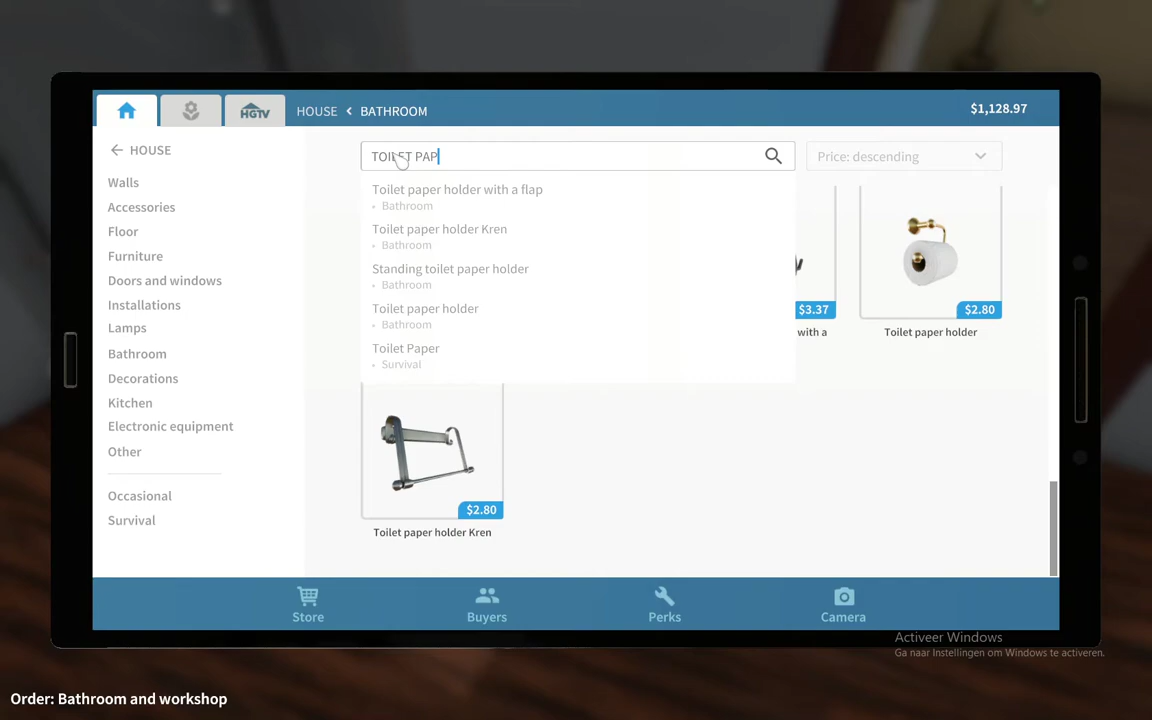 HGTV
HOUSE < BATHROOM
$1,128.97
HOUSE
TOILET PAP
Price: descending
Walls
Accessories
Floor
Furniture
Doors and windows
Installations
Lamps
Bathroom
Decorations
Kitchen
Electronic equipment
Other
Occasional
Survival
Toilet paper holder with a flap
• Bathroom
Toilet paper holder Kren
• Bathroom
Standing toilet paper holder
• Bathroom
Toilet paper holder
• Bathroom
Toilet Paper
• Survival
$3.37
with a
$2.80
Toilet paper holder
$2.80
Toilet paper holder Kren
Store
Buyers
Perks
Camera
Activeer Windows
Ga naar Instellingen om Windows te activeren.
Order: Bathroom and workshop